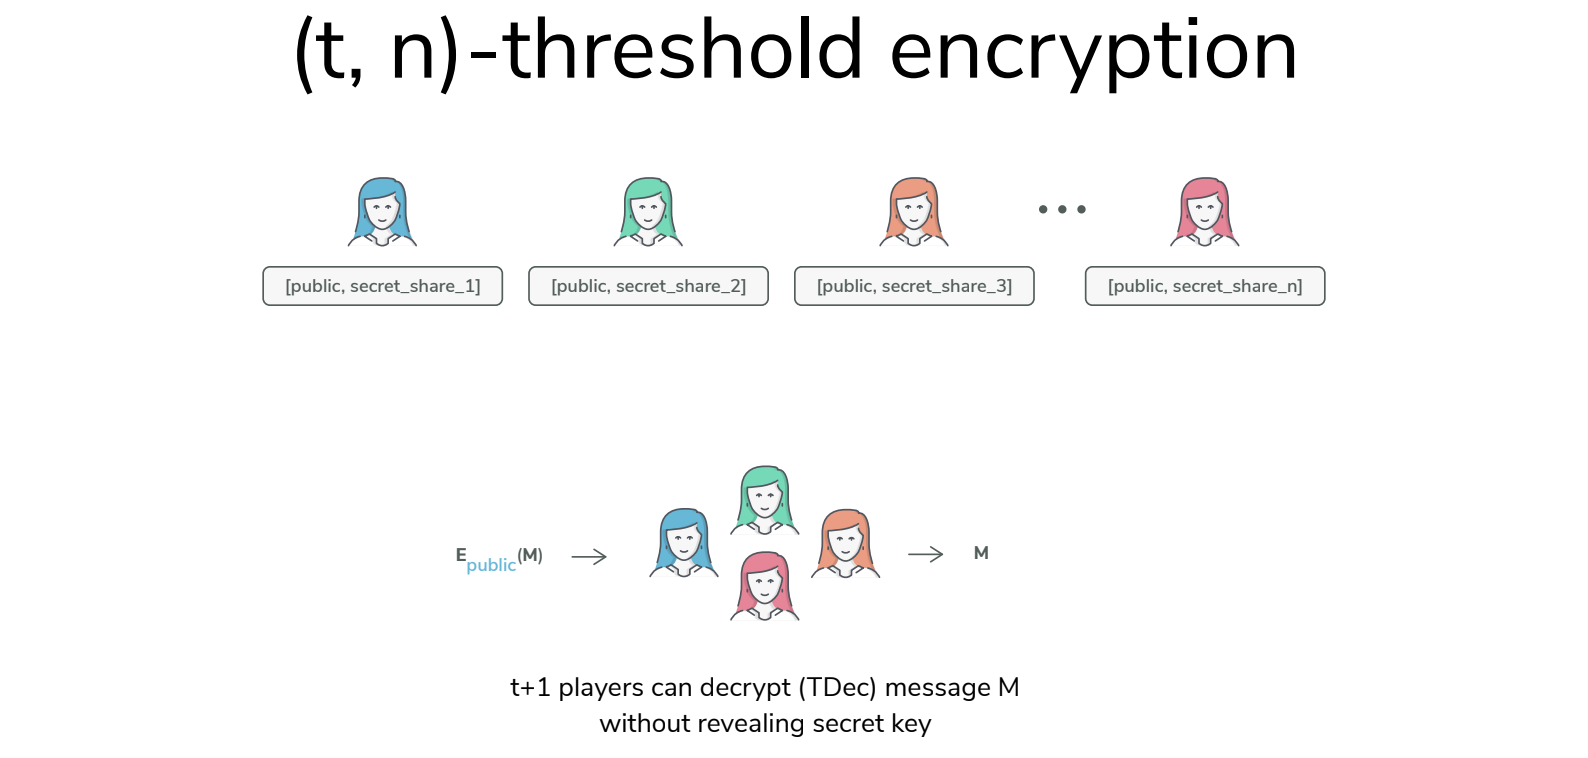 (t, n)-threshold encryption
[public, secret_share_1] [public, secret_share_2] [public, secret_share_3] [public, secret_share_n]
E public (M) → M
t+1 players can decrypt (TDec) message M
without revealing secret key